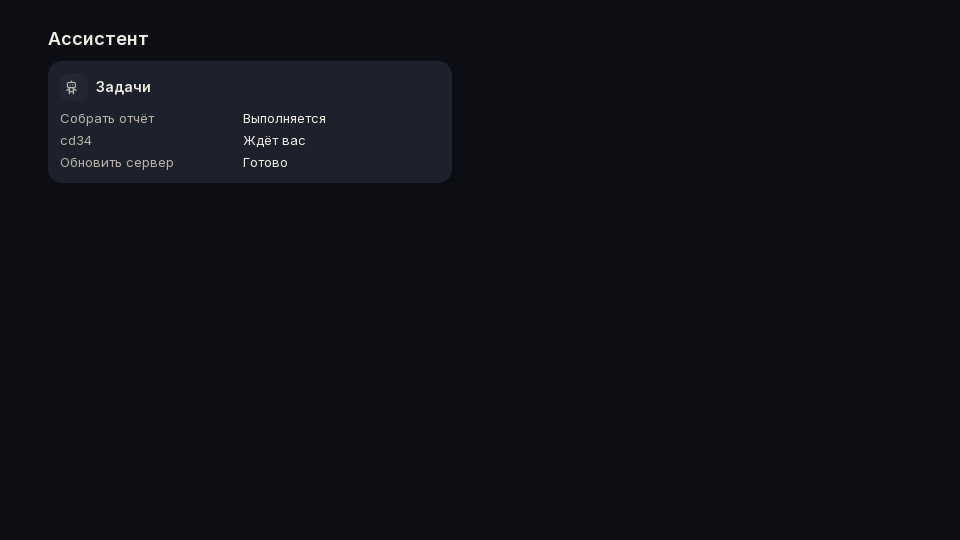 Ассистент
Задачи
Собрать отчёт Выполняется
cd34 Ждёт вас
Обновить сервер Готово